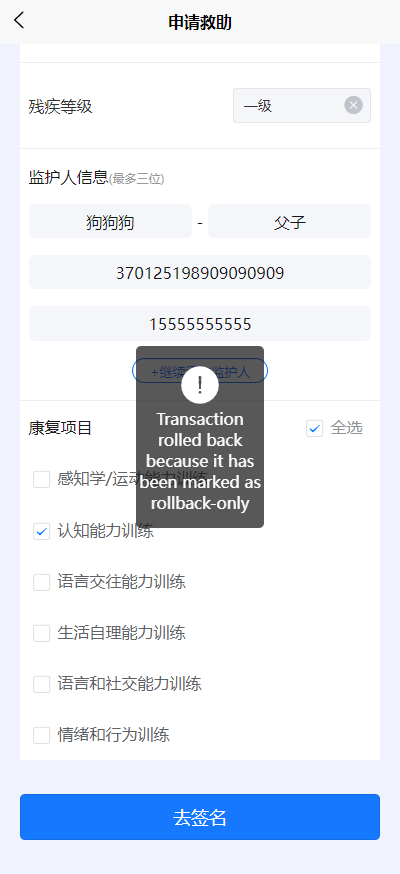 申请救助
残疾等级
一级
监护人信息(最多三位)
狗狗狗 - 父子
370125198909090909
15555555555
+继续 监护人
Transaction
rolled back
because it has
been marked as
rollback-only
康复项目
全选
感知学/运动能力训练
认知能力训练
语言交往能力训练
生活自理能力训练
语言和社交能力训练
情绪和行为训练
去签名